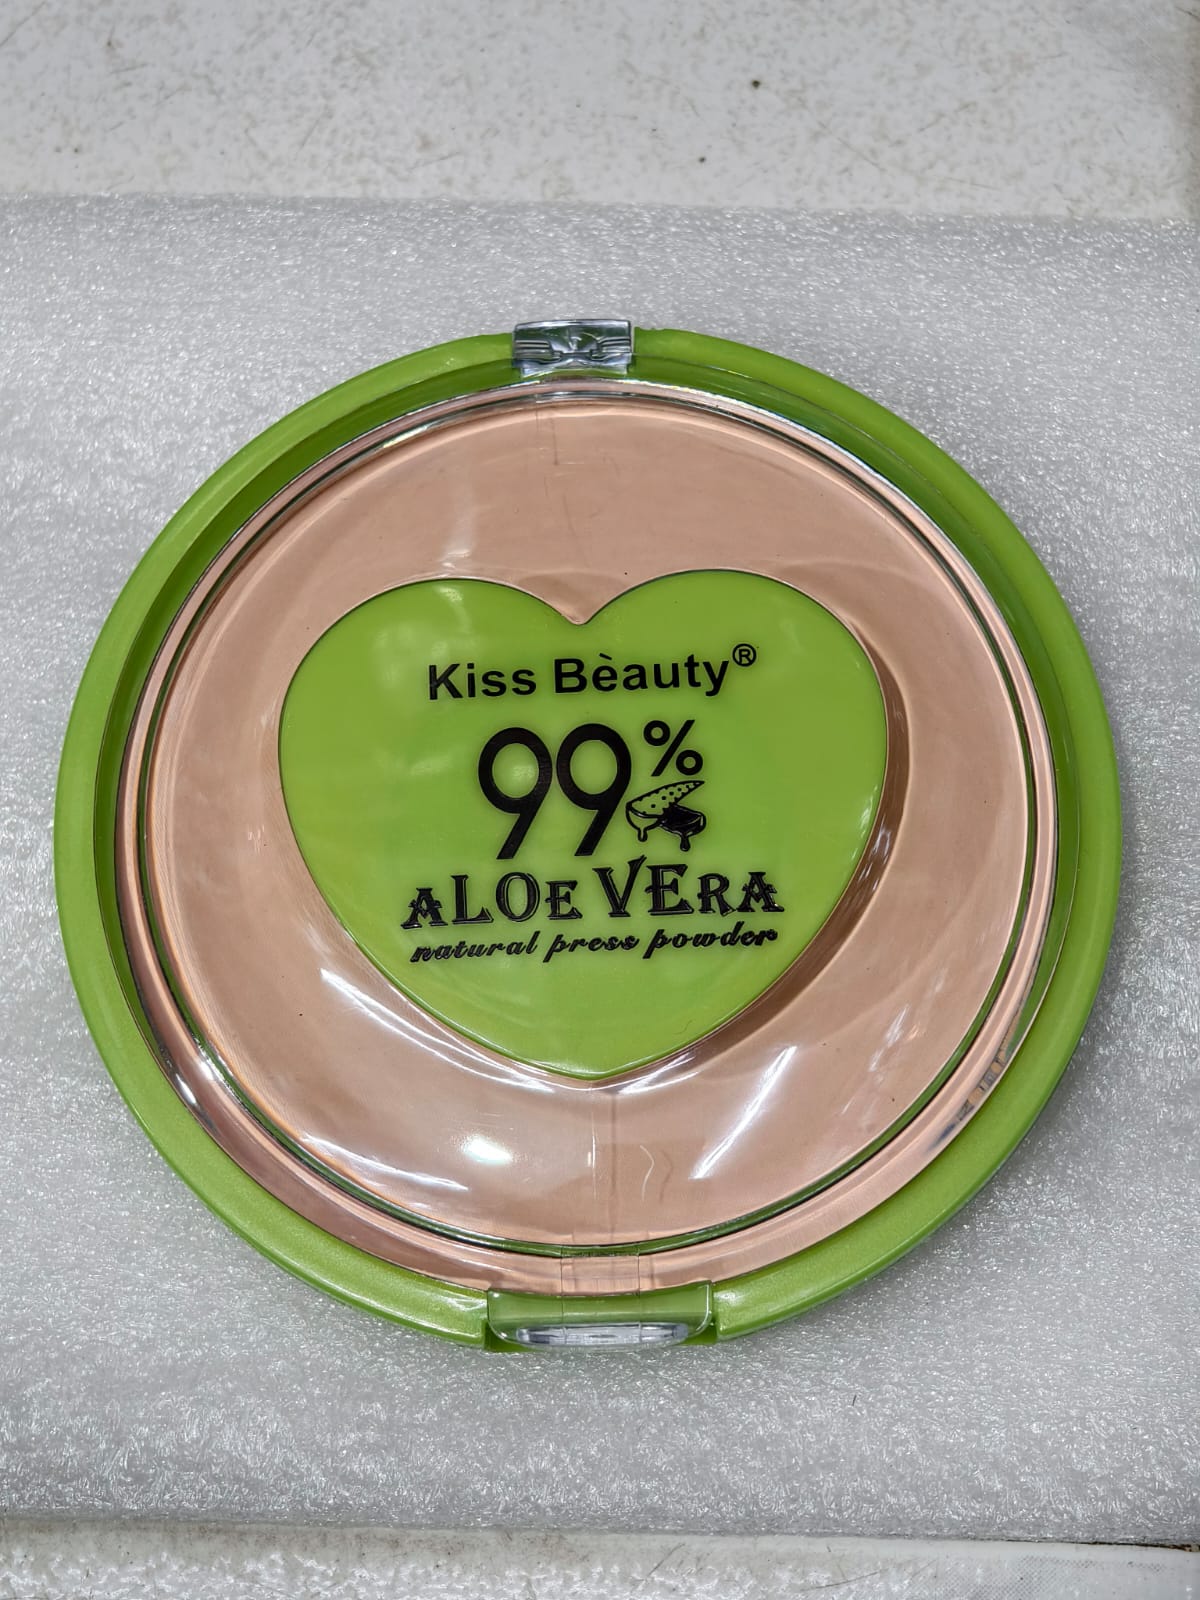 Kiss Bèauty®
99%
ALOE VERA
natural press powder